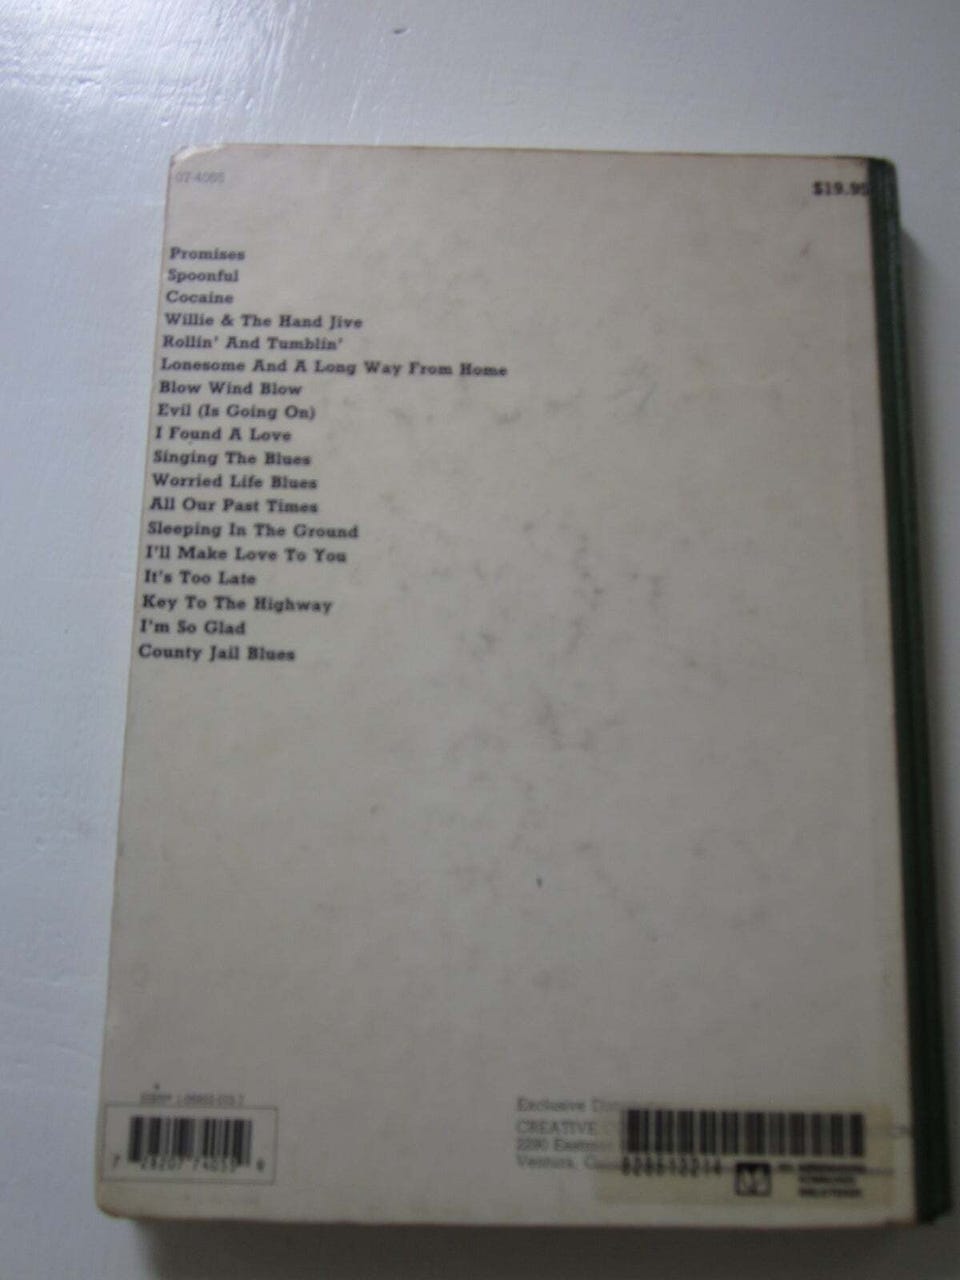 07-4055
$19.95
Promises
Spoonful
Cocaine
Willie & The Hand Jive
Rollin' And Tumblin'
Lonesome And A Long Way From Home
Blow Wind Blow
Evil (Is Going On)
I Found A Love
Singing The Blues
Worried Life Blues
All Our Past Times
Sleeping In The Ground
I'll Make Love To You
It's Too Late
Key To The Highway
I'm So Glad
County Jail Blues
Exclusive
CREATIVE
2290
Ventura,